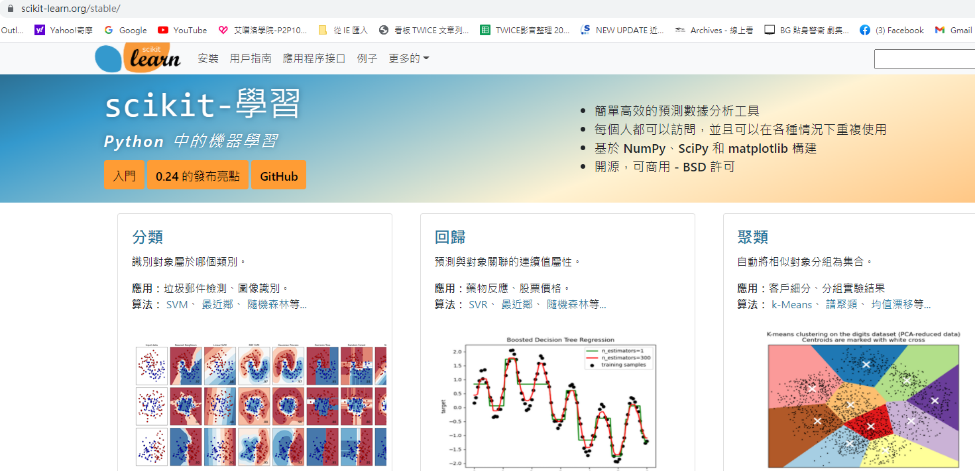 scikit-learn.org/stable/
Outl... Yahoo!奇摩 Google YouTube 艾瑪洛學院-P2P10... 從 IE 匯入 看板 TWICE 文章列... TWICE影音整理 20... NEW UPDATE 近... Archives - 線上看 BG 貼身警衛 劇集... (3) Facebook Gmail
scikit
learn 安裝 用戶指南 應用程序接口 例子 更多的
scikit-學習
Python 中的機器學習
入門 0.24 的發布亮點 GitHub
簡單高效的預測數據分析工具
每個人都可以訪問，並且可以在各種情況下重複使用
基於 NumPy、SciPy 和 matplotlib 構建
開源，可商用 - BSD 許可
分類
識別對象屬於哪個類別。
應用：垃圾郵件檢測、圖像識別。
算法： SVM、 最近鄰、 隨機森林等...
回歸
預測與對象關聯的連續值屬性。
應用：藥物反應、股票價格。
算法： SVR、 最近鄰、 隨機森林等...
Boosted Decision Tree Regression
n_estimators=1
n_estimators=300
training samples
target
2.0
1.5
1.0
0.5
0.0
−0.5
−1.0
−1.5
−2.0
聚類
自動將相似對象分組為集合。
應用：客戶細分、分組實驗結果
算法： k-Means、 譜聚類、 均值漂移等...
K-means clustering on the digits dataset (PCA-reduced data)
Centroids are marked with white cross